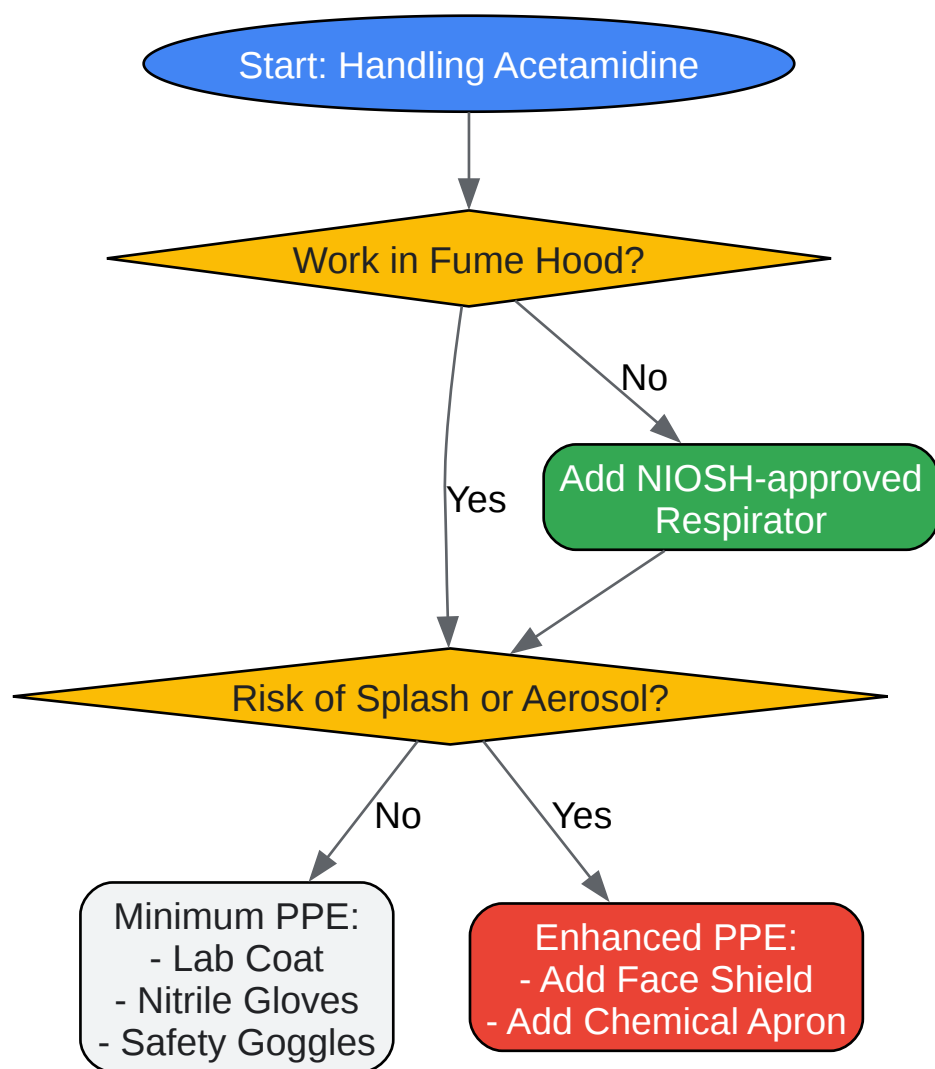 Start: Handling Acetamidine
Work in Fume Hood?
No
Add NIOSH-approved
Respirator
Yes
Risk of Splash or Aerosol?
No
Yes
Minimum PPE:
- Lab Coat
- Nitrile Gloves
- Safety Goggles
Enhanced PPE:
- Add Face Shield
- Add Chemical Apron